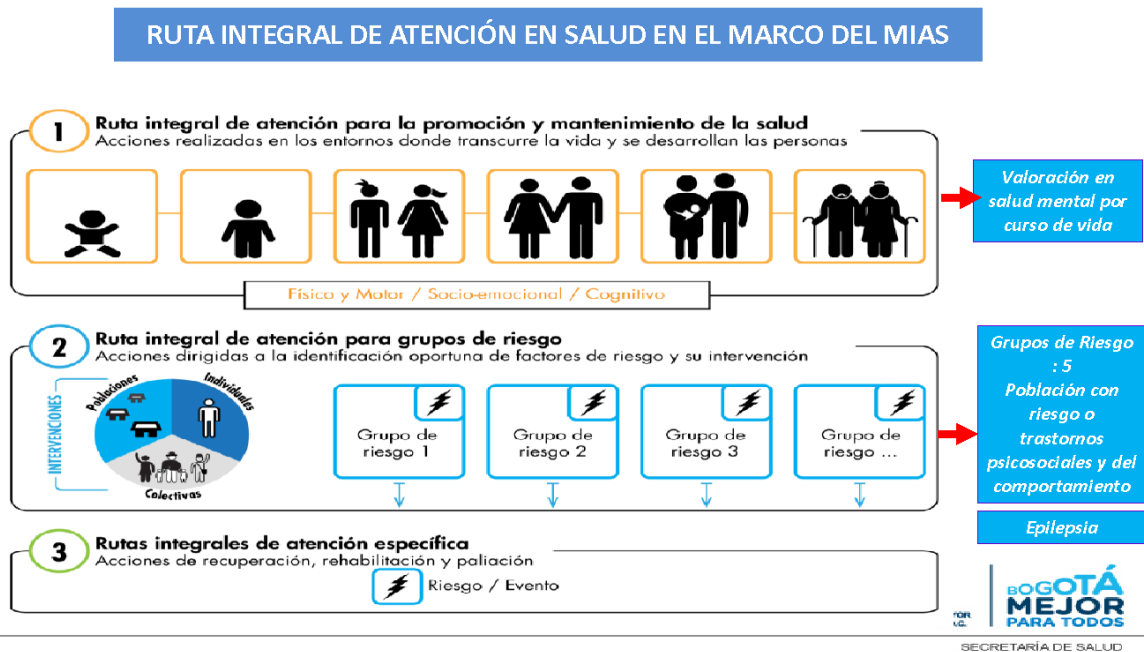 RUTA INTEGRAL DE ATENCIÓN EN SALUD EN EL MARCO DEL MIAS
1
Ruta integral de atención para la promoción y mantenimiento de la salud
Acciones realizadas en los entornos donde transcurre la vida y se desarrollan las personas
Físico y Motor / Socio-emocional / Cognitivo
Valoración en
salud mental por
curso de vida
2
Ruta integral de atención para grupos de riesgo
Acciones dirigidas a la identificación oportuna de factores de riesgo y su intervención
INTERVENCIONES
Poblaciones
Individuales
Colectivas
Grupo de
riesgo 1
Grupo de
riesgo 2
Grupo de
riesgo 3
Grupo de
riesgo ...
Grupos de Riesgo
: 5
Población con
riesgo o
trastornos
psicosociales y del
comportamiento
Epilepsia
3
Rutas integrales de atención específica
Acciones de recuperación, rehabilitación y paliación
Riesgo / Evento
BOGOTÁ
MEJOR
PARA TODOS
SECRETARÍA DE SALUD